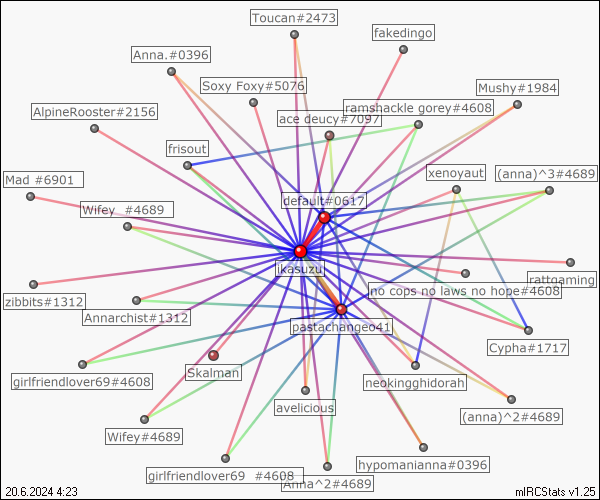 Toucan#2473
fakedingo
Anna.#0396
Soxy Foxy#5076
Mushy#1984
AlpineRooster#2156
ramshackle gorey#4608
ace deucy#7097
frisout
xenoyaut
(anna)^3#4689
Mad #6901
default#0617
Wifey #4689
ikasuzu
rattoaming
no cops no laws no hope#4608
zibbits#1312
Annarchist#1312
pastachangeo41
Cypha#1717
Skalman
girlfriendlover69#4608
neokingghidorah
avelicious
(anna)^2#4689
Wifey#4689
hypomanianna#0396
girlfriendlover69 #4608
Anna^2#4689
20.6.2024 4:23
mIRCStats v1.25